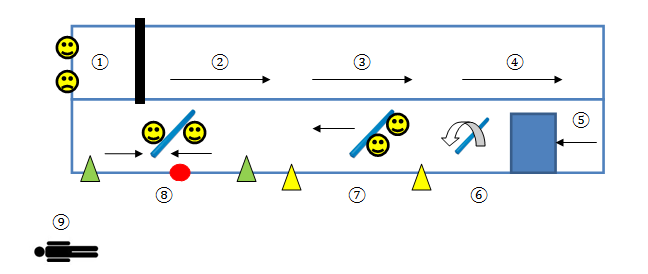 ① ② ③ ④
⑤
⑧ ⑦ ⑥
⑨